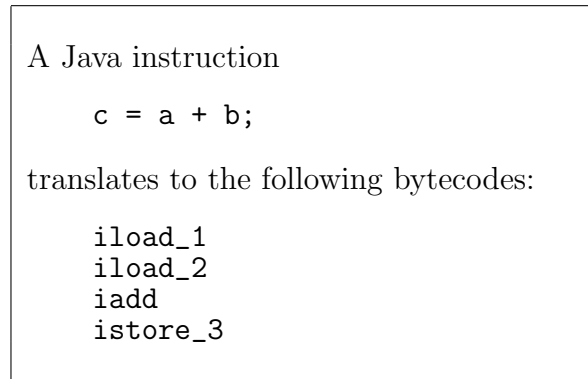 A Java instruction
c = a + b;
translates to the following bytecodes:
iload_1
iload_2
iadd
istore_3